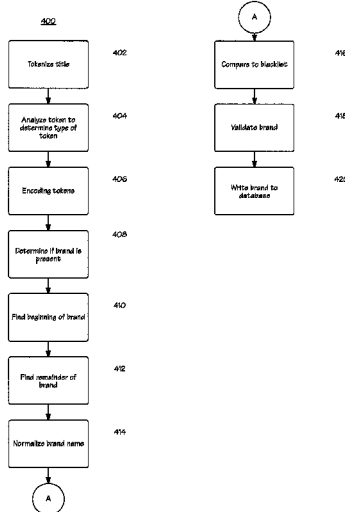 400
Tokenize title
402
Analyze token to
determine type of
token
404
Encoding tokens
406
Determine if brand is
present
408
Find beginning of brand
410
Find remainder of
brand
412
Normalize brand name
414
A
A
Compare to blacklist
416
Validate brand
418
Write brand to
database